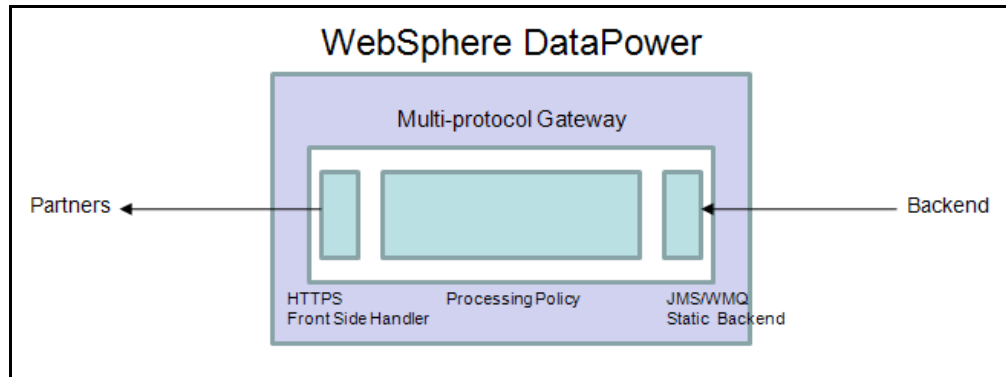 WebSphere DataPower
Multi-protocol Gateway
Partners
Backend
HTTPS
Front Side Handler
Processing Policy
JMS/WMQ
Static Backend